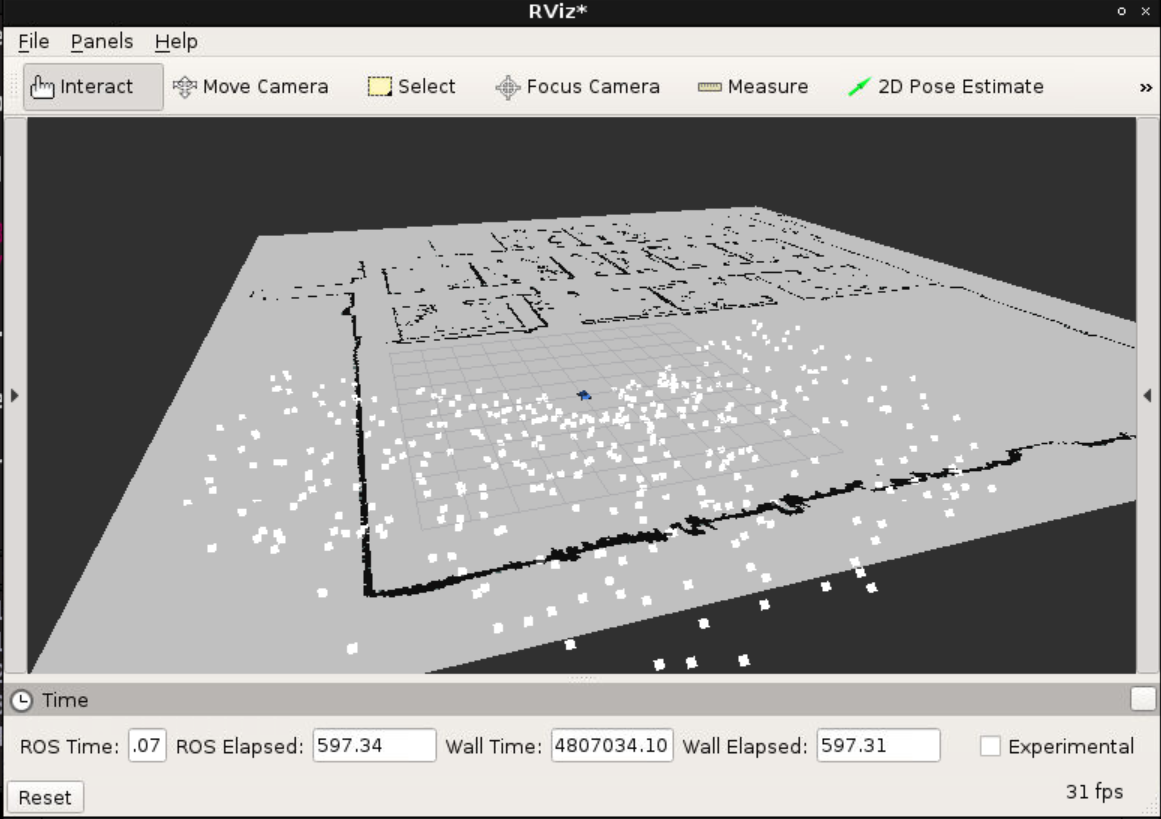 RViz*
File Panels Help
Interact Move Camera Select Focus Camera Measure 2D Pose Estimate »
Time
ROS Time: .07 ROS Elapsed: 597.34 Wall Time: 4807034.10 Wall Elapsed: 597.31 Experimental
Reset 31 fps